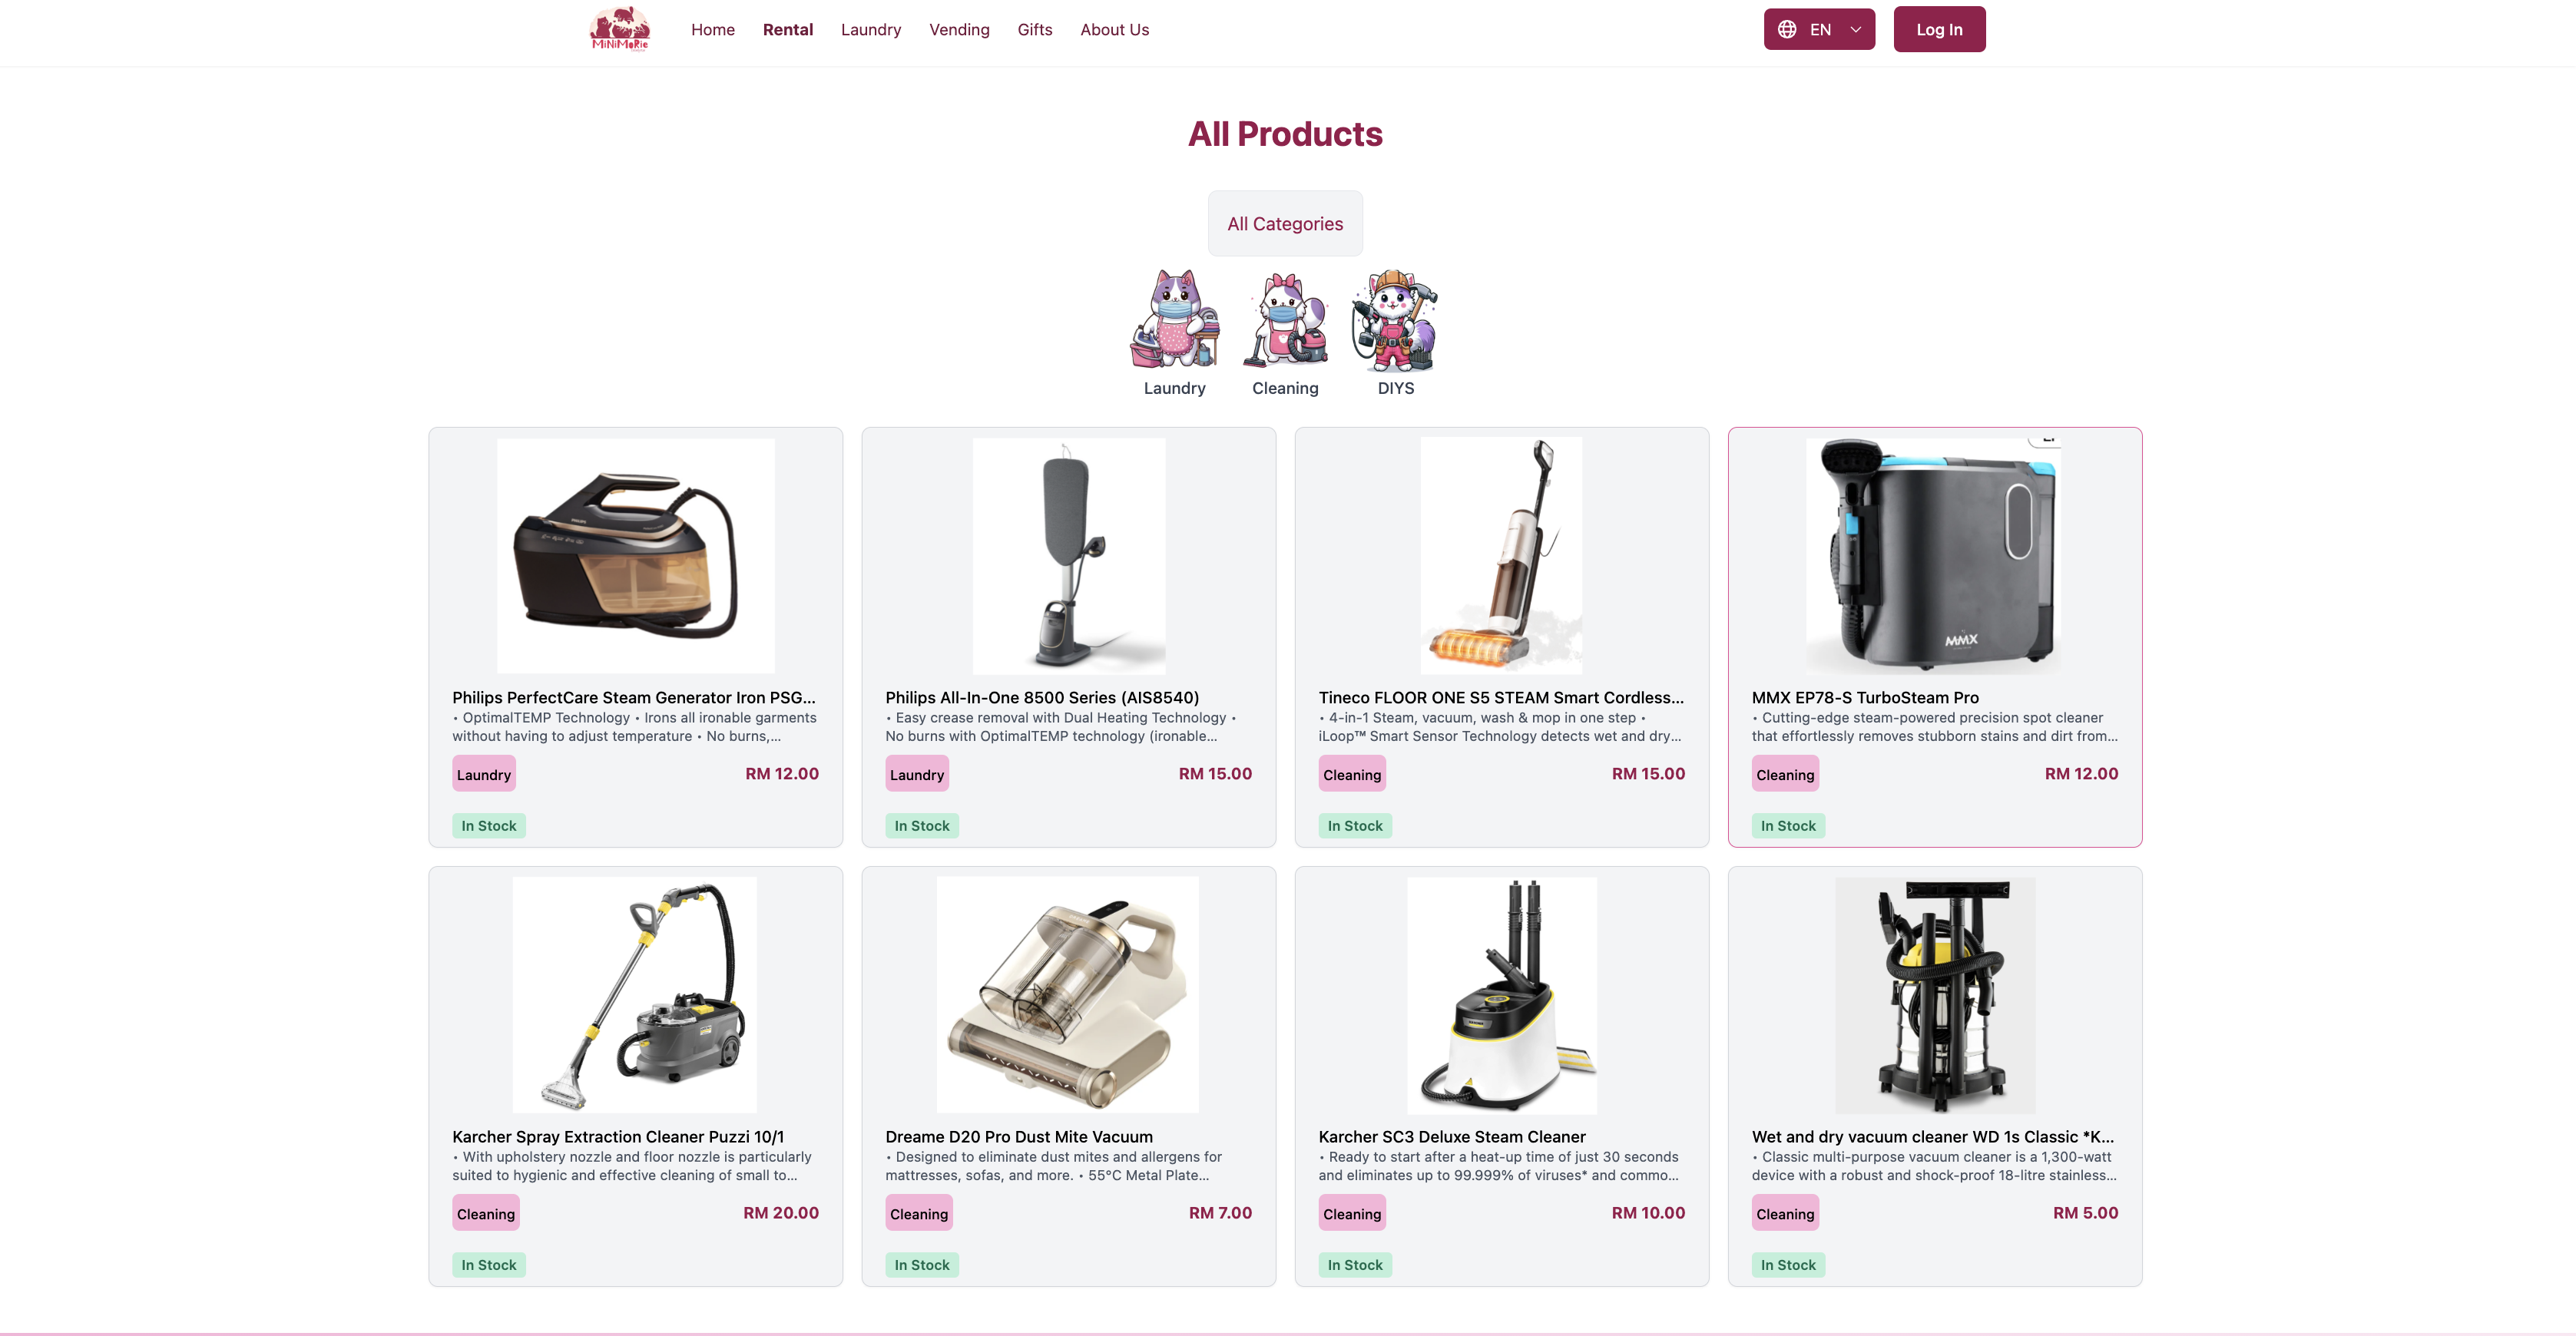 MiNiMoRie
Home
Rental
Laundry
Vending
Gifts
About Us
EN
Log In
All Products
All Categories
Laundry
Cleaning
DIYS
MMX
Philips PerfectCare Steam Generator Iron PSG...
• OptimalTEMP Technology • Irons all ironable garments
without having to adjust temperature • No burns,...
Laundry
RM 12.00
In Stock
Philips All-In-One 8500 Series (AIS8540)
• Easy crease removal with Dual Heating Technology •
No burns with OptimalTEMP technology (ironable...
Laundry
RM 15.00
In Stock
Tineco FLOOR ONE S5 STEAM Smart Cordless...
• 4-in-1 Steam, vacuum, wash & mop in one step •
iLoop™ Smart Sensor Technology detects wet and dry...
Cleaning
RM 15.00
In Stock
MMX EP78-S TurboSteam Pro
• Cutting-edge steam-powered precision spot cleaner
that effortlessly removes stubborn stains and dirt from...
Cleaning
RM 12.00
In Stock
Karcher Spray Extraction Cleaner Puzzi 10/1
• With upholstery nozzle and floor nozzle is particularly
suited to hygienic and effective cleaning of small to...
Cleaning
RM 20.00
In Stock
Dreame D20 Pro Dust Mite Vacuum
• Designed to eliminate dust mites and allergens for
mattresses, sofas, and more. • 55°C Metal Plate...
Cleaning
RM 7.00
In Stock
Karcher SC3 Deluxe Steam Cleaner
• Ready to start after a heat-up time of just 30 seconds
and eliminates up to 99.999% of viruses* and commo...
Cleaning
RM 10.00
In Stock
Wet and dry vacuum cleaner WD 1s Classic *K...
• Classic multi-purpose vacuum cleaner is a 1,300-watt
device with a robust and shock-proof 18-litre stainless...
Cleaning
RM 5.00
In Stock